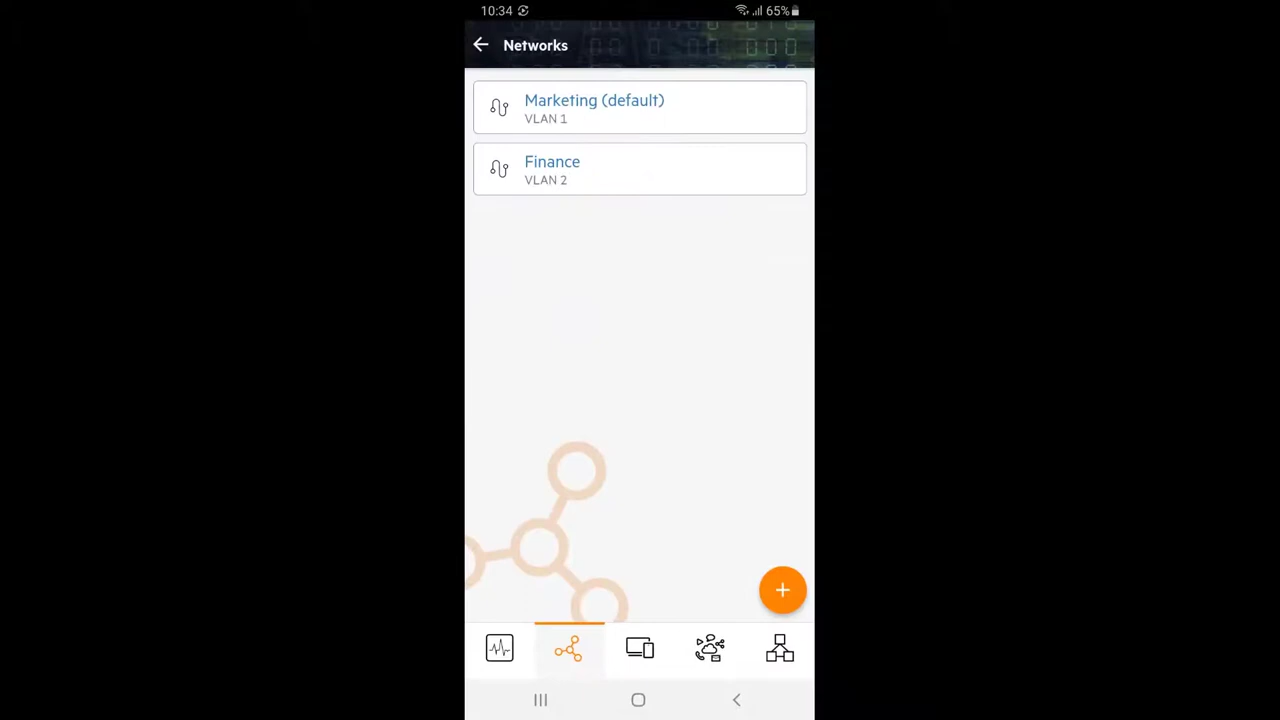 10:34
65%
Networks
Marketing (default)
VLAN 1
Finance
VLAN 2